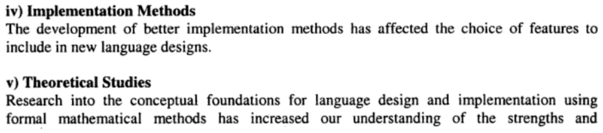 iv) Implementation Methods
The development of better implementation methods has affected the choice of features to
include in new language designs.
v) Theoretical Studies
Research into the conceptual foundations for language design and implementation using
formal mathematical methods has increased our understanding of the strengths and